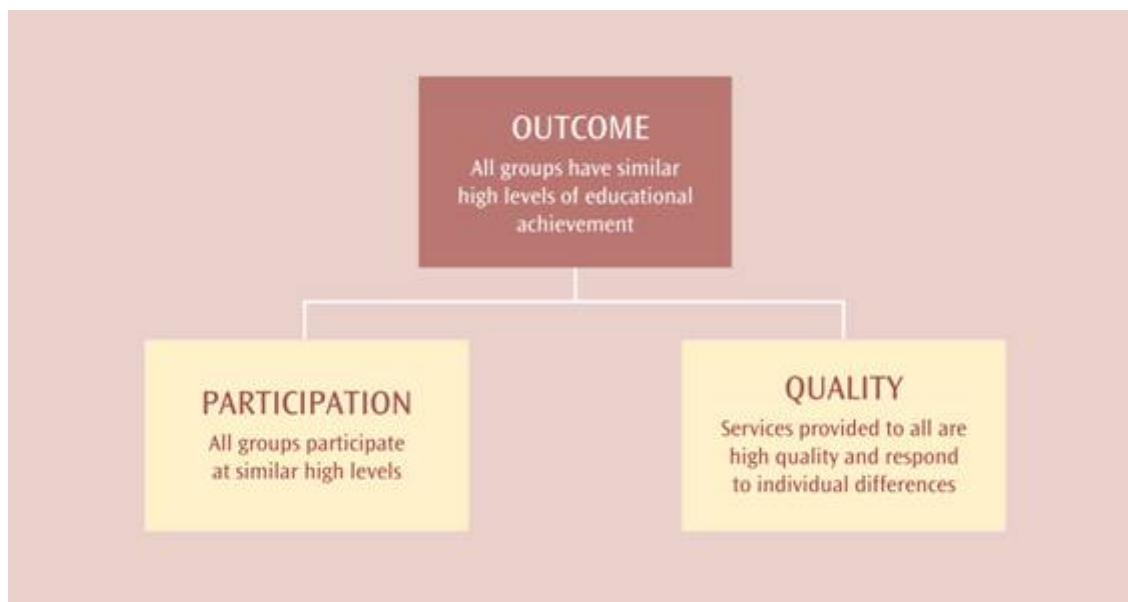 OUTCOME
All groups have similar
high levels of educational
achievement
PARTICIPATION
All groups participate
at similar high levels
QUALITY
Services provided to all are
high quality and respond
to individual differences